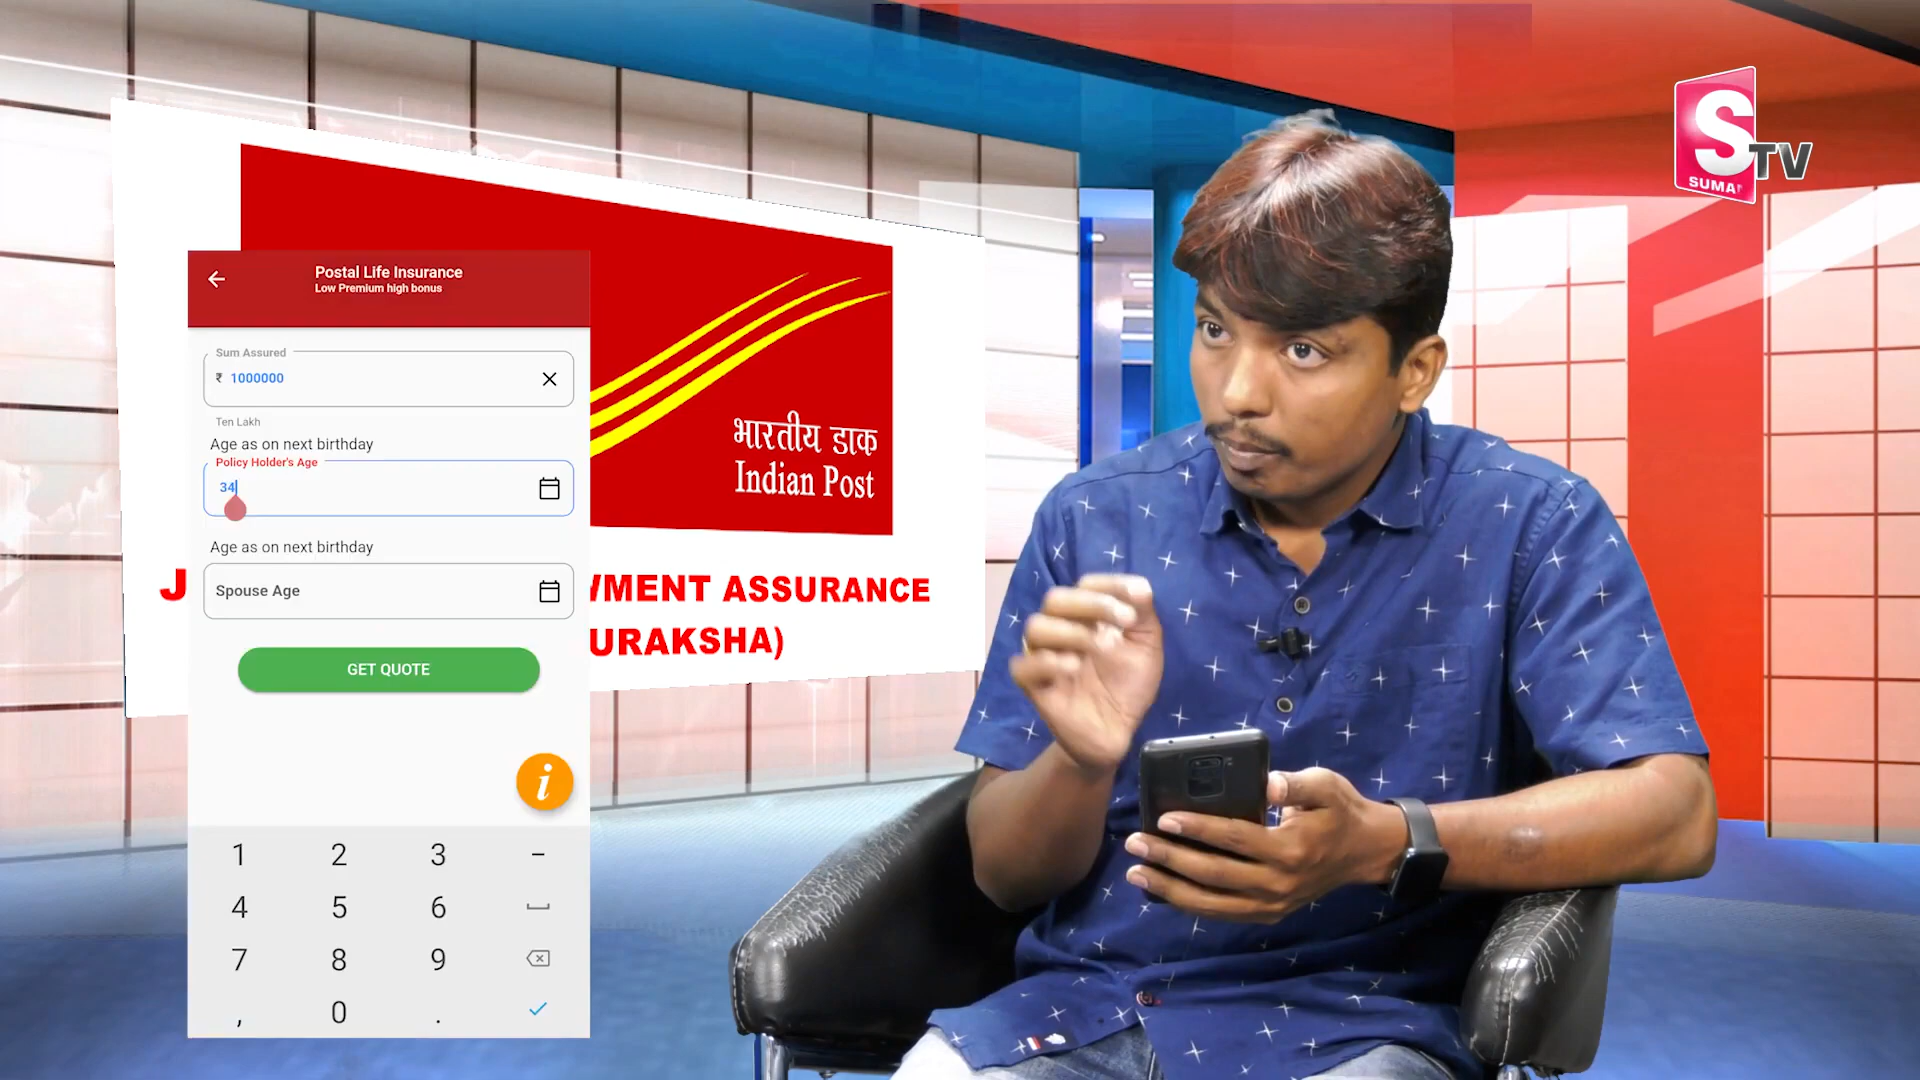 S
TV
SUMA
Postal Life Insurance
Low Premium high bonus
Sum Assured
₹ 1000000
Ten Lakh
Age as on next birthday
Policy Holder's Age
34
Age as on next birthday
Spouse Age
GET QUOTE
i
1 2 3 -
4 5 6
7 8 9
, 0 .
भारतीय डाक
Indian Post
J
WMENT ASSURANCE
URAKSHA)